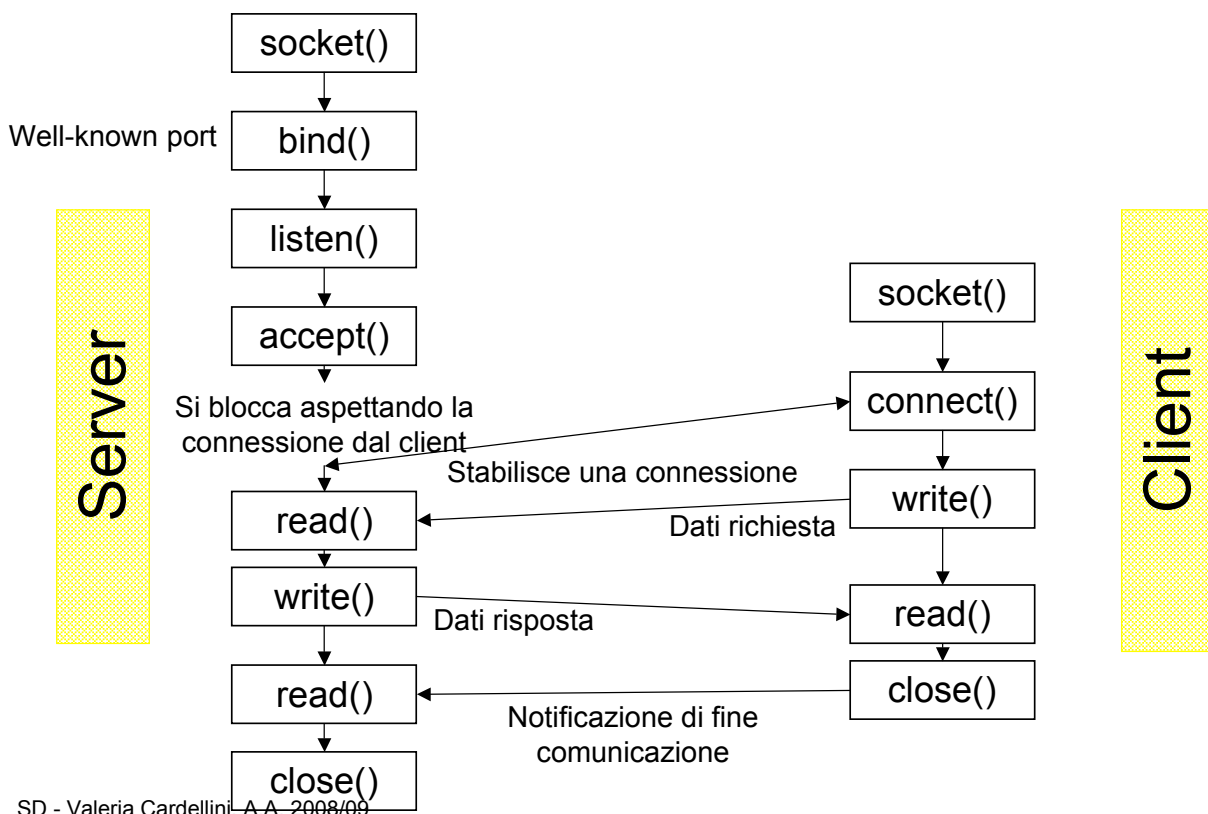 socket()
Well-known port
bind()
listen()
accept()
Si blocca aspettando la
connessione dal client
read()
write()
read()
close()
Server
socket()
connect()
write()
read()
close()
Client
Stabilisce una connessione
Dati richiesta
Dati risposta
Notificazione di fine
comunicazione
SD - Valeria Cardellini, A.A. 2008/09